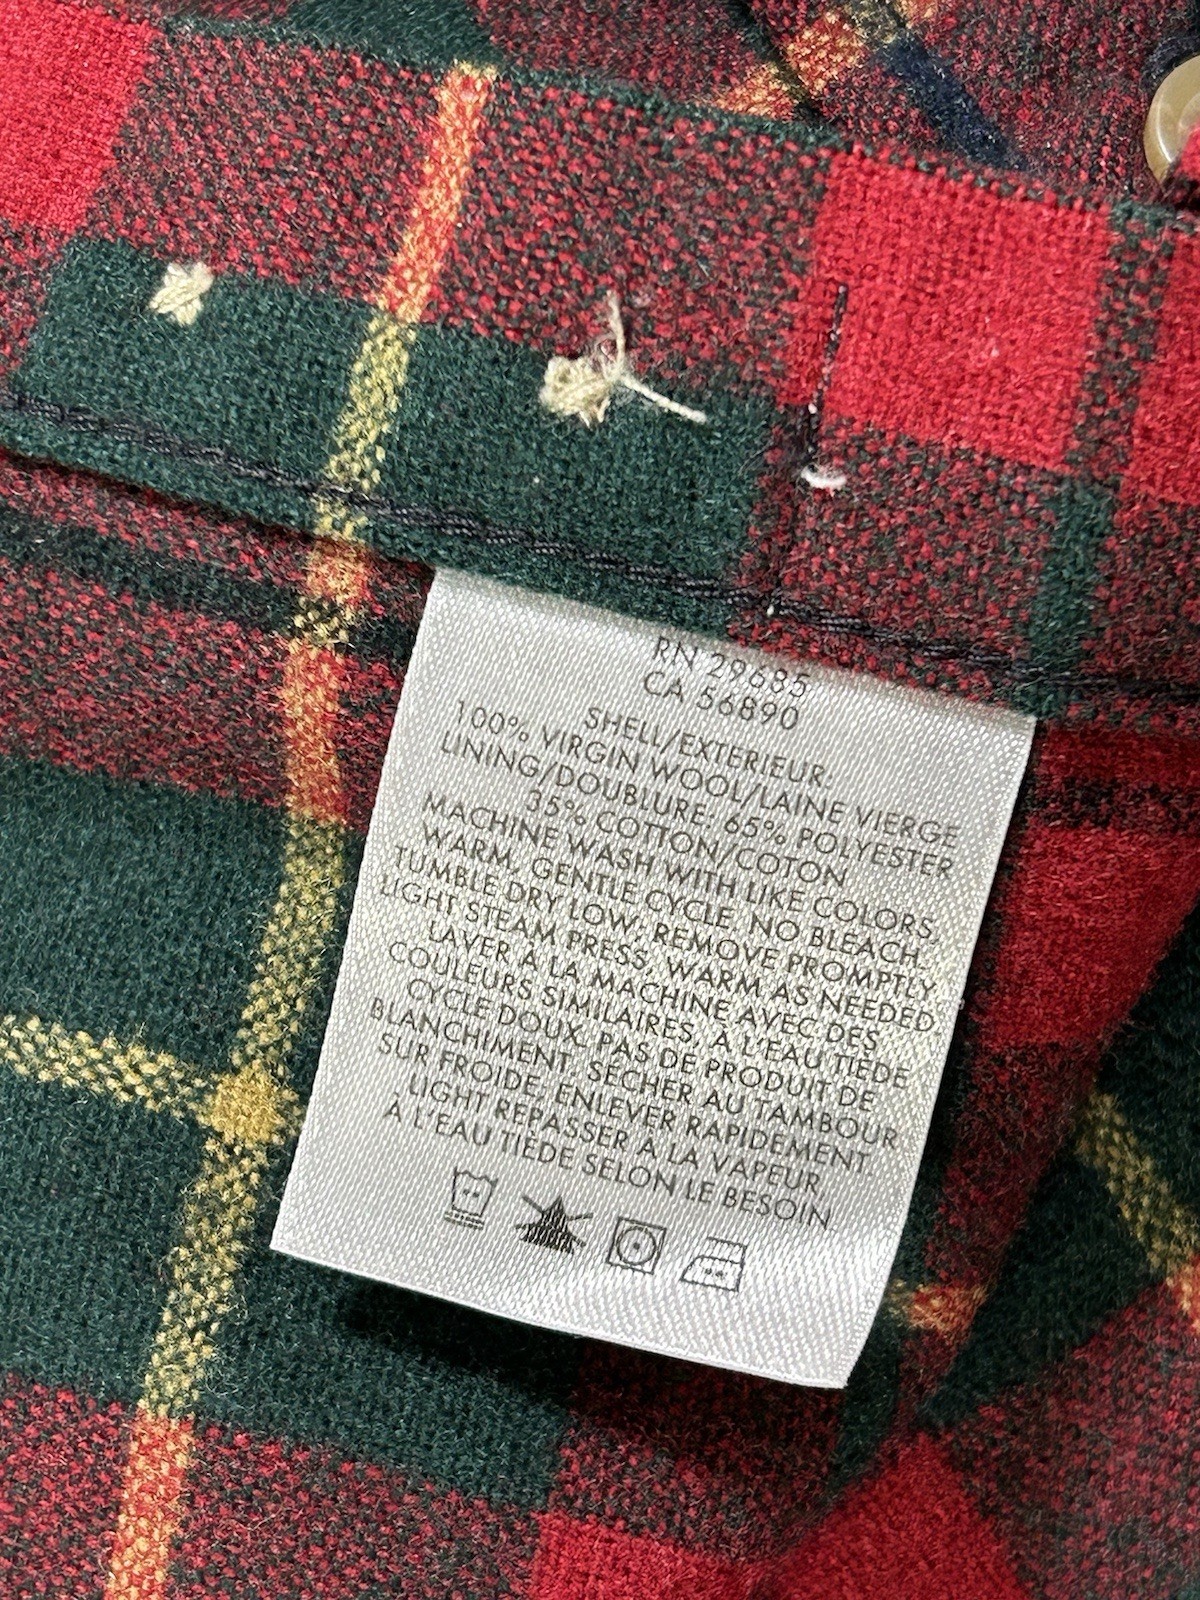 RN 29685
CA 56890
SHELL/EXTERIEUR:
100% VIRGIN WOOL/LAINE VIERGE
LINING/DOUBLURE: 65% POLYESTER
35% COTTON/COTON
MACHINE WASH WITH LIKE COLORS,
WARM, GENTLE CYCLE. NO BLEACH.
TUMBLE DRY LOW; REMOVE PROMPTLY.
LIGHT STEAM PRESS, WARM AS NEEDED
LAVER À LA MACHINE AVEC DES
COULEURS SIMILAIRES, À L'EAU TIÈDE
CYCLE DOUX. PAS DE PRODUIT DE
BLANCHIMENT. SÉCHER AU TAMBOUR
SUR FROIDE; ENLEVER RAPIDEMENT
LIGHT REPASSER À LA VAPEUR,
À L'EAU TIÈDE SELON LE BESOIN